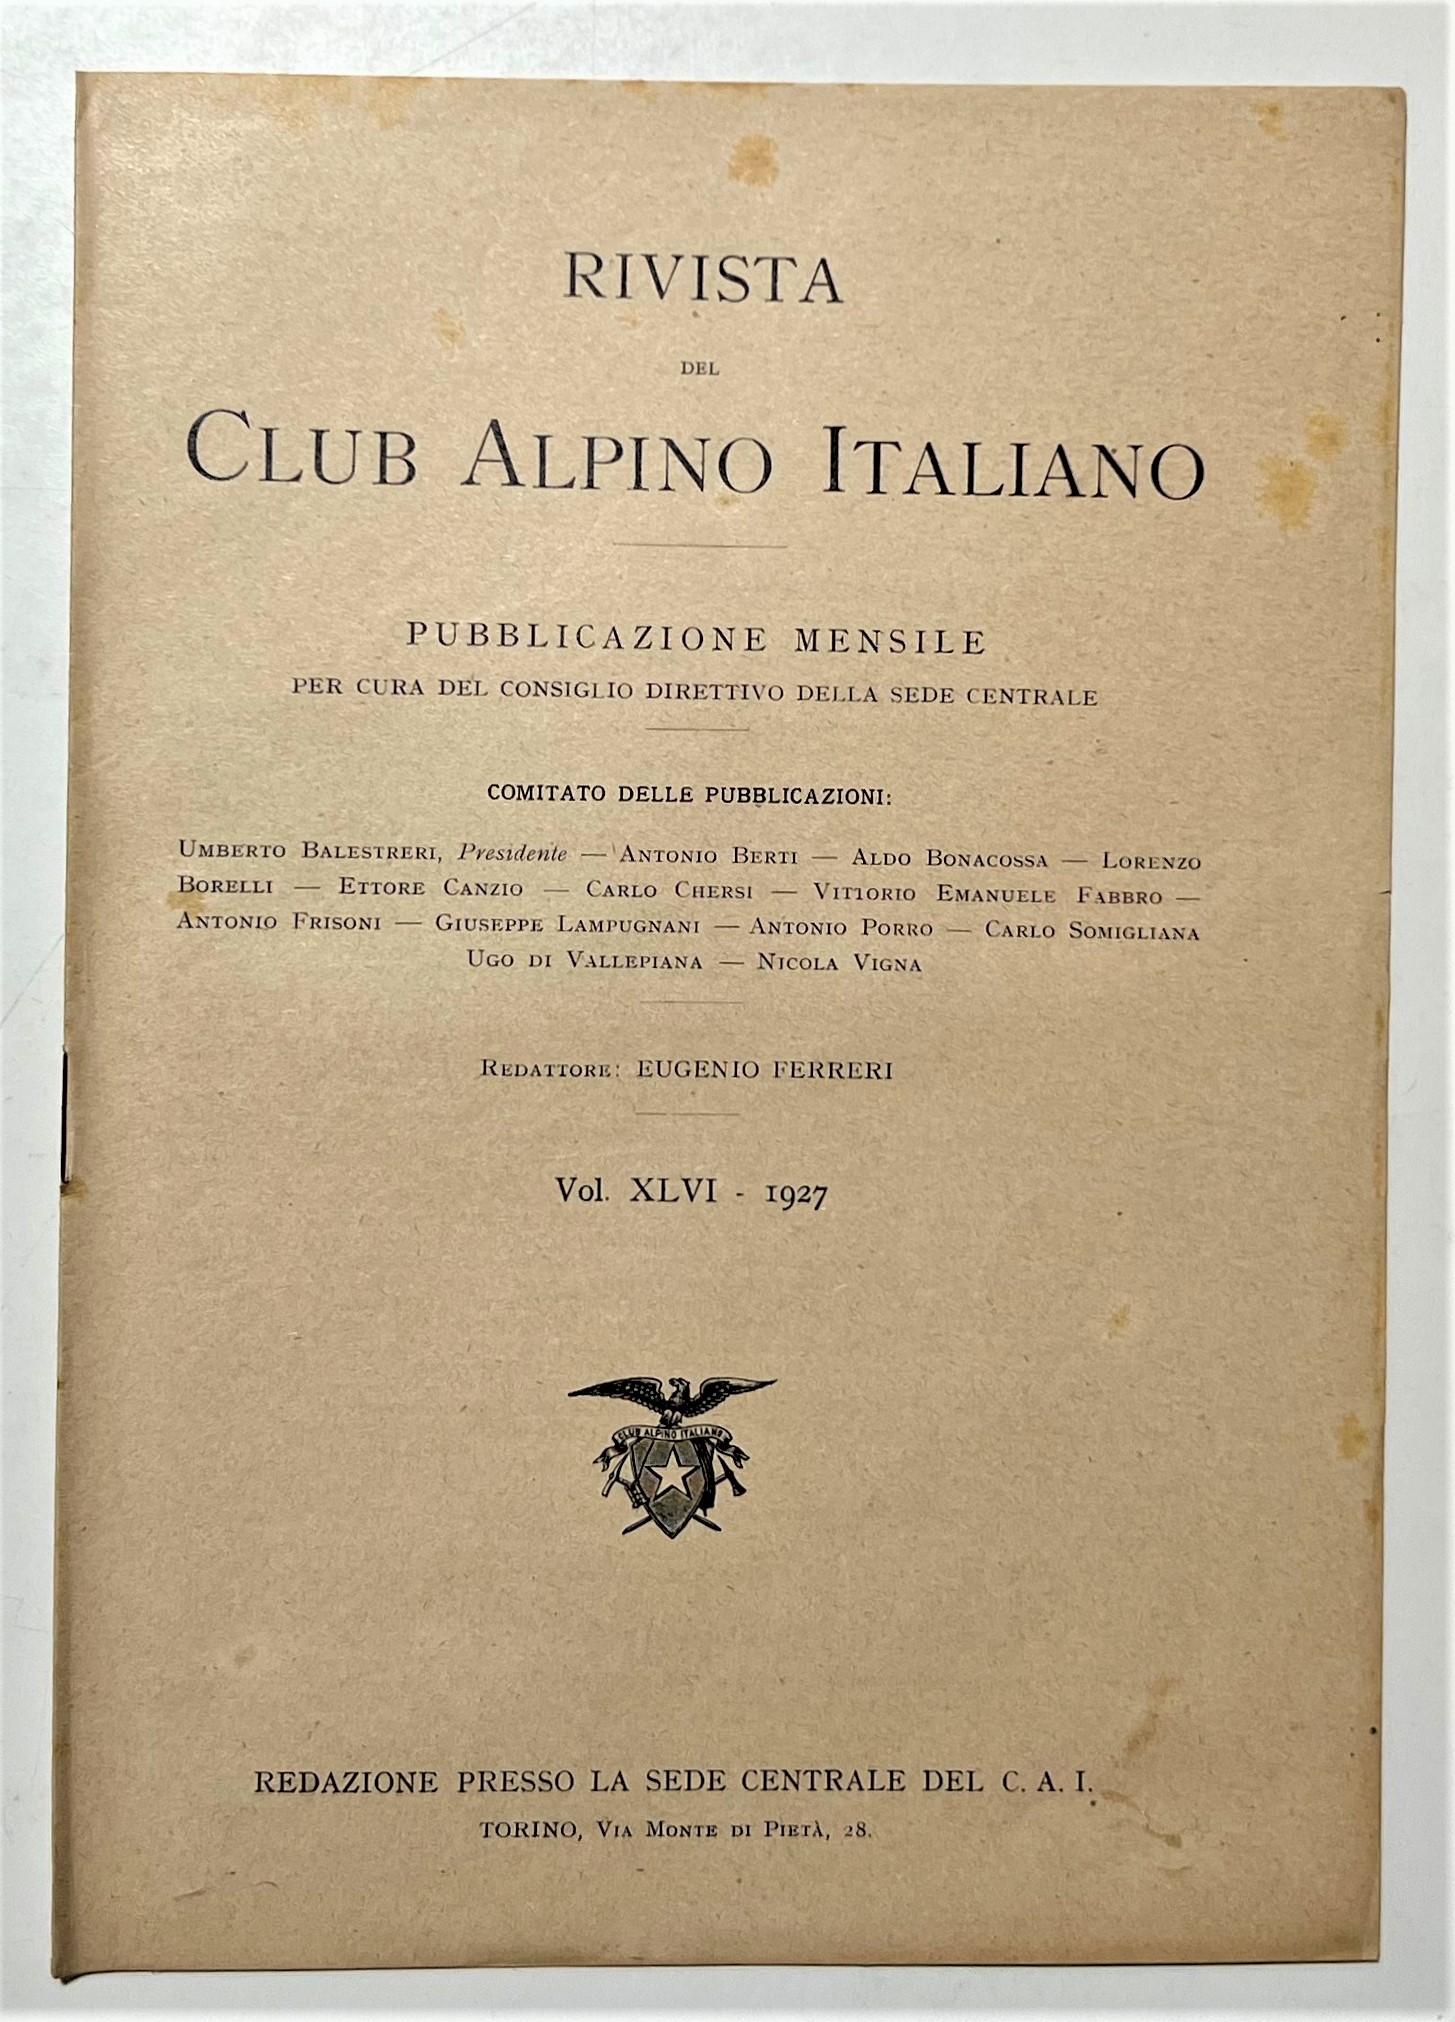 RIVISTA
DEL
CLUB ALPINO ITALIANO
PUBBLICAZIONE MENSILE
PER CURA DEL CONSIGLIO DIRETTIVO DELLA SEDE CENTRALE
COMITATO DELLE PUBBLICAZIONI:
UMBERTO BALESTRERI, Presidente — ANTONIO BERTI — ALDO BONACOSSA — LORENZO
BORELLI — ETTORE CANZIO — CARLO CHERSI — VITTORIO EMANUELE FABBRO —
ANTONIO FRISONI — GIUSEPPE LAMPUGNANI — ANTONIO PORRO — CARLO SOMIGLIANA
UGO DI VALLEPIANA — NICOLA VIGNA
REDATTORE: EUGENIO FERRERI
Vol. XLVI - 1927
CLUB ALPINO ITALIANO
REDAZIONE PRESSO LA SEDE CENTRALE DEL C. A. I.
TORINO, VIA MONTE DI PIETÀ, 28.